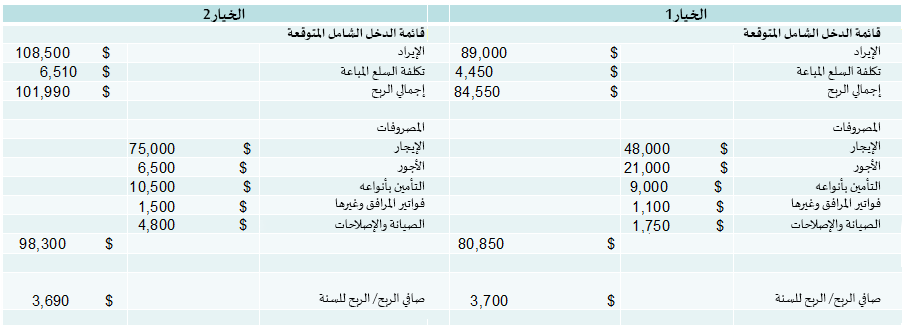 الخيار1 الخيار2
قائمة الدخل الشامل المتوقعة قائمة الدخل الشامل المتوقعة
الإيراد $ 89,000 الإيراد $ 108,500
تكلفة السلع المباعة $ 4,450 تكلفة السلع المباعة $ 6,510
إجمالي الربح $ 84,550 إجمالي الربح $ 101,990
المصروفات المصروفات
الإيجار $ 48,000 الإيجار $ 75,000
الأجور $ 21,000 الأجور $ 6,500
التأمين بأنواعه $ 9,000 التأمين بأنواعه $ 10,500
فواتير المرافق وغيرها $ 1,100 فواتير المرافق وغيرها $ 1,500
الصيانة والإصلاحات $ 1,750 الصيانة والإصلاحات $ 4,800
$ 80,850 $ 98,300
صافي الربح/ الربح للسنة $ 3,700 صافي الربح/ الربح للسنة $ 3,690